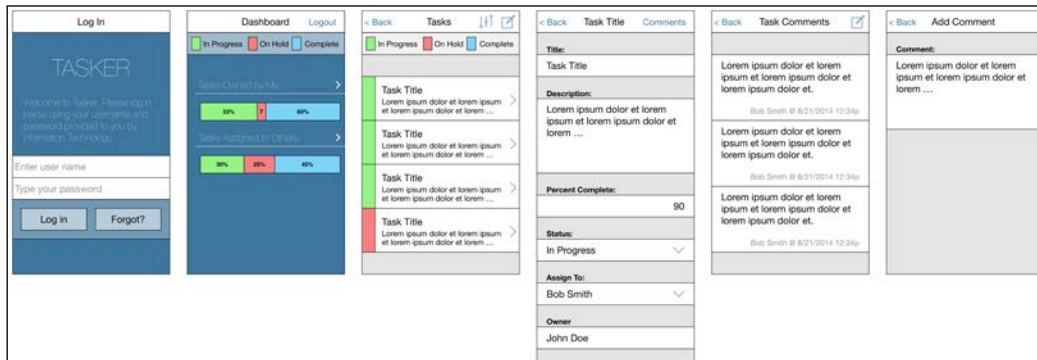 Log In
TASKER
Welcome to Tasker. Please log in
below using your username and
password provided to you by
Information Technology.
Enter user name
Type your password
Log in
Forgot?
Dashboard
Logout
In Progress
On Hold
Complete
Tasks Owned by Me
33%
7
60%
Tasks Assigned to Others
30%
25%
45%
< Back
Tasks
In Progress
On Hold
Complete
Task Title
Lorem ipsum dolor et lorem ipsum
et lorem ipsum dolor et lorem ...
Task Title
Lorem ipsum dolor et lorem ipsum
et lorem ipsum dolor et lorem ...
Task Title
Lorem ipsum dolor et lorem ipsum
et lorem ipsum dolor et lorem ...
Task Title
Lorem ipsum dolor et lorem ipsum
et lorem ipsum dolor et lorem ...
< Back
Task Title
Comments
Title:
Task Title
Description:
Lorem ipsum dolor et lorem
ipsum et lorem ipsum dolor et
lorem ...
Percent Complete:
90
Status:
In Progress
Assign To:
Bob Smith
Owner
John Doe
< Back
Task Comments
Lorem ipsum dolor et lorem
ipsum et lorem ipsum dolor et
lorem ipsum dolor et.
Bob Smith @ 8/21/2014 12:34p
Lorem ipsum dolor et lorem
ipsum et lorem ipsum dolor et
lorem ipsum dolor et.
Bob Smith @ 8/21/2014 12:34p
Lorem ipsum dolor et lorem
ipsum et lorem ipsum dolor et
lorem ipsum dolor et.
Bob Smith @ 8/21/2014 12:34p
< Back
Add Comment
Comment:
Lorem ipsum dolor et lorem
ipsum et lorem ipsum dolor et
lorem ...